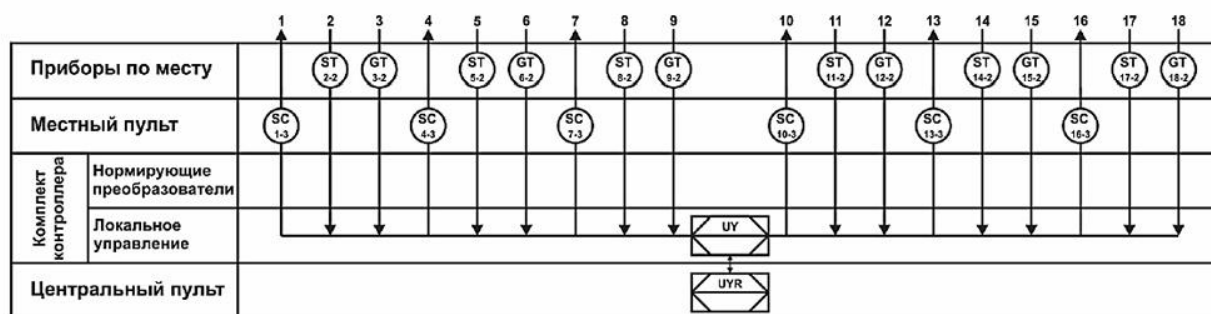 1 2 3 4 5 6 7 8 9 10 11 12 13 14 15 16 17 18
Приборы по месту
ST 2-2 GT 3-2 ST 5-2 GT 6-2 ST 8-2 GT 9-2 ST 11-2 GT 12-2 ST 14-2 GT 15-2 ST 17-2 GT 18-2
Местный пульт
SC 1-3 SC 4-3 SC 7-3 SC 10-3 SC 13-3 SC 16-3
Комплект
контроллера
Нормирующие
преобразователи
Локальное
управление
UY
Центральный пульт
UYR